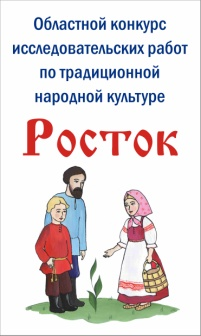 Областной конкурс
исследовательских работ
по традиционной
народной культуре
Росток